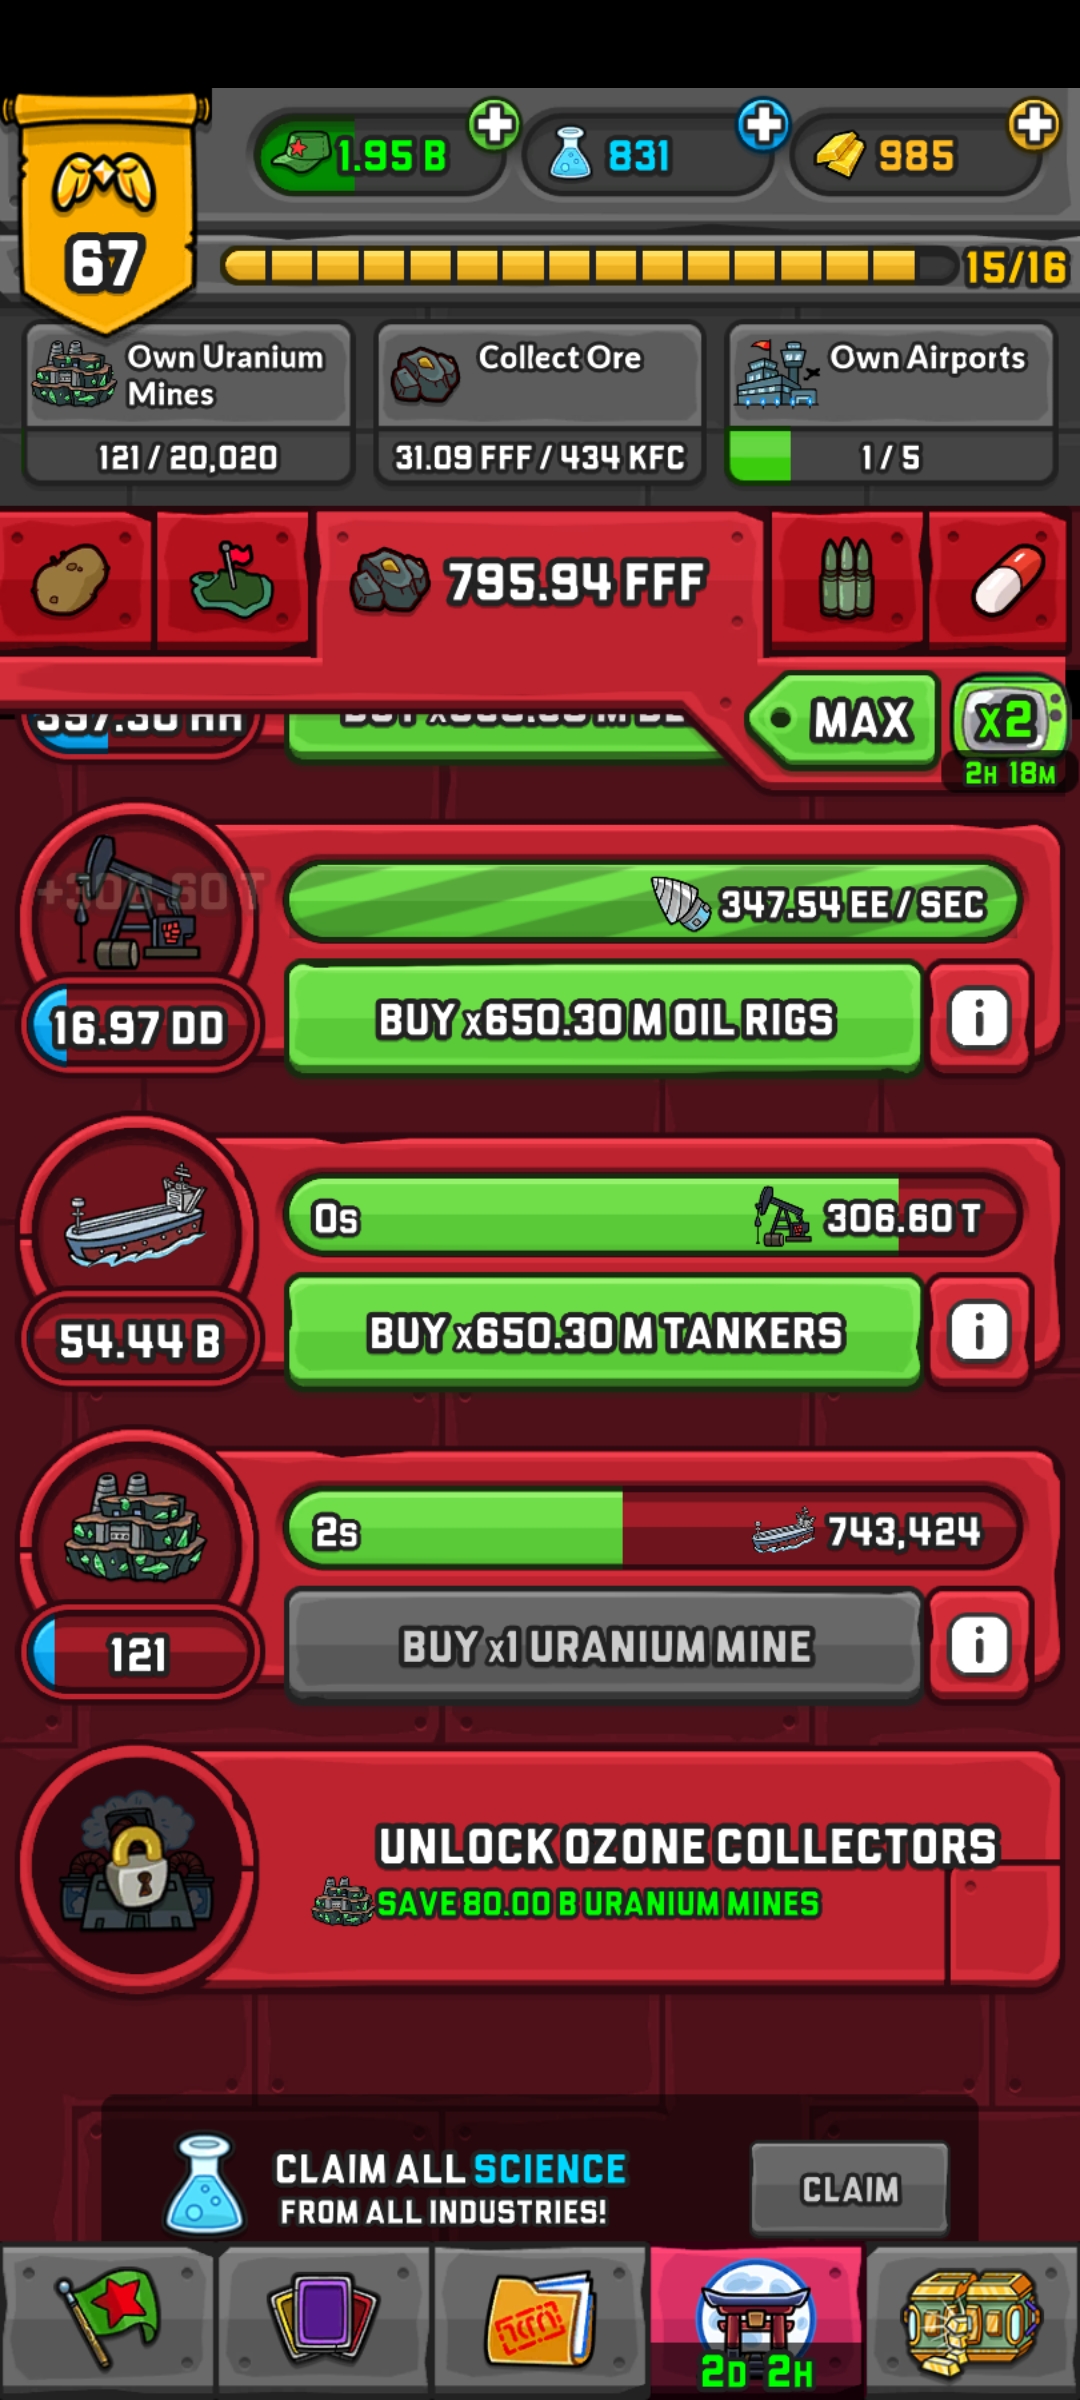 1.95 B
831
985
67
15/16
Own Uranium
Mines
121 / 20,020
Collect Ore
31.09 FFF / 434 KFC
Own Airports
1 / 5
795.94 FFF
MAX
x2
2H 18M
+306.60 T
347.54 EE / SEC
16.97 DD
BUY x650.30 M OIL RIGS
i
0s
306.60 T
54.44 B
BUY x650.30 M TANKERS
i
2s
743,424
121
BUY x1 URANIUM MINE
i
UNLOCK OZONE COLLECTORS
SAVE 80.00 B URANIUM MINES
CLAIM ALL SCIENCE
FROM ALL INDUSTRIES!
CLAIM
2D 2H